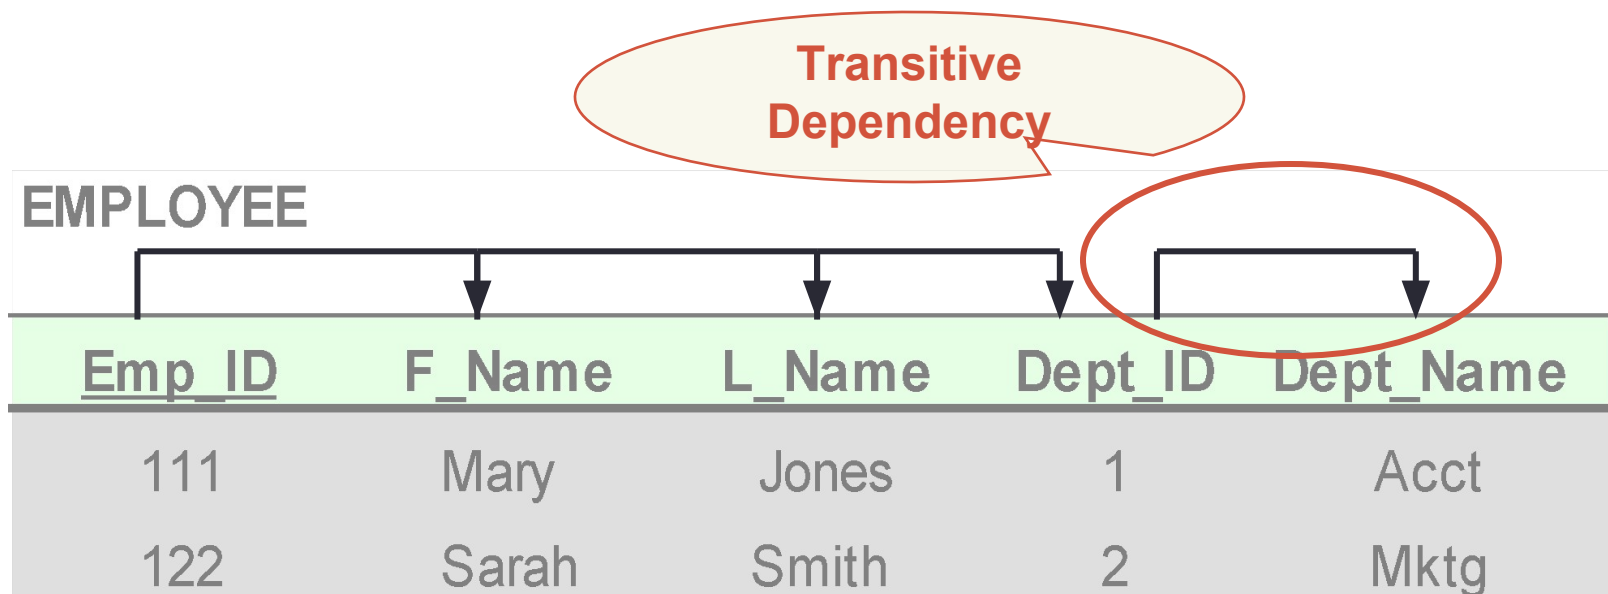 Transitive
Dependency
EMPLOYEE
Emp_ID F_Name L_Name Dept_ID Dept_Name
111 Mary Jones 1 Acct
122 Sarah Smith 2 Mktg